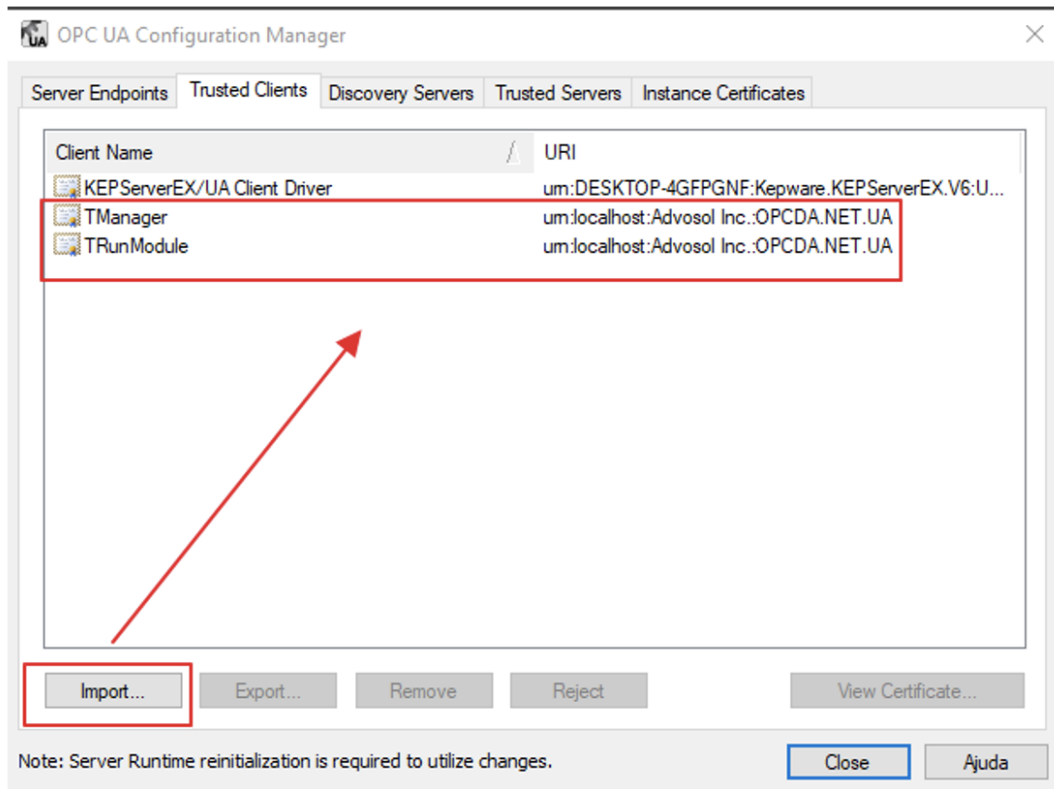 OPC UA Configuration Manager
Server Endpoints Trusted Clients Discovery Servers Trusted Servers Instance Certificates
Client Name URI
KEPServerEX/UA Client Driver urn:DESKTOP-4GFPGNF:Kepware.KEPServerEX.V6:U...
TManager urn:localhost:Advosol Inc.:OPCDA.NET.UA
TRunModule urn:localhost:Advosol Inc.:OPCDA.NET.UA
Import... Export... Remove Reject View Certificate...
Note: Server Runtime reinitialization is required to utilize changes. Close Ajuda